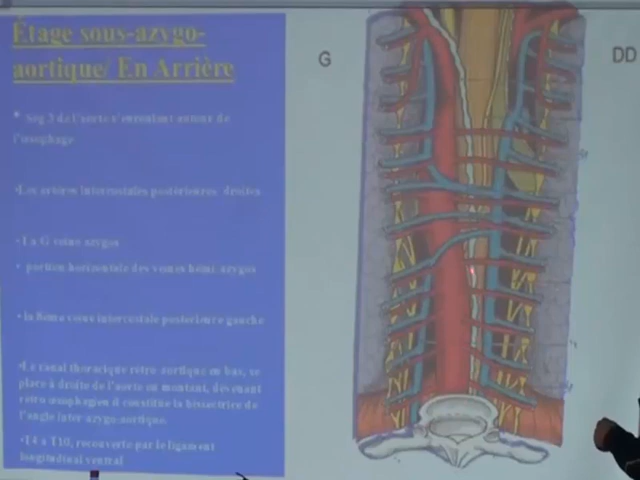 Étage sous-azygo-
aortique/ En Arrière
G
DD
• Seg 3 de l'aorte s'enroulant autour de
l'œsophage
•Les artères intercostales postérieures droites
•La G veine azygos
• portion horizontale des veines hémi-azygos
•la 8ème veine intercostale postérieure gauche
•Le canal thoracique rétro-aortique en bas, se
place à droite de l'aorte en montant, devenant
rétro œsophagien il constitue la bissectrice de
l'angle inter azygo-aortique
•T4 a T10, recouverte par le ligament
longitudinal ventral